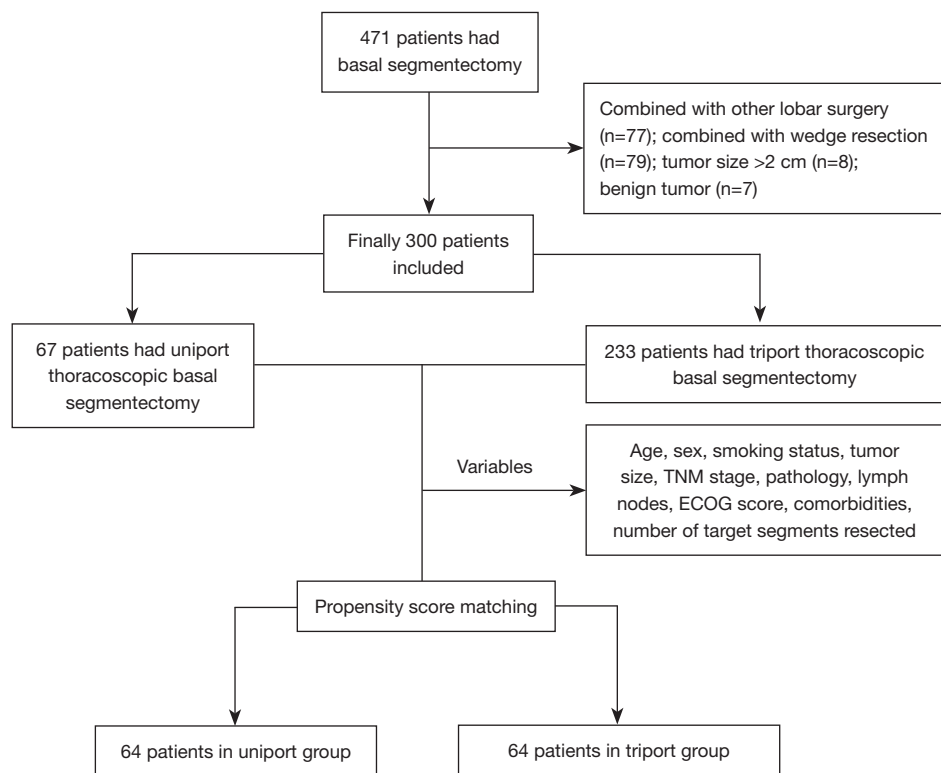 471 patients had
basal segmentectomy
Combined with other lobar surgery
(n=77); combined with wedge resection
(n=79); tumor size >2 cm (n=8);
benign tumor (n=7)
Finally 300 patients
included
67 patients had uniport
thoracoscopic basal
segmentectomy
233 patients had triport thoracoscopic
basal segmentectomy
Variables
Age, sex, smoking status, tumor
size, TNM stage, pathology, lymph
nodes, ECOG score, comorbidities,
number of target segments resected
Propensity score matching
64 patients in uniport group
64 patients in triport group